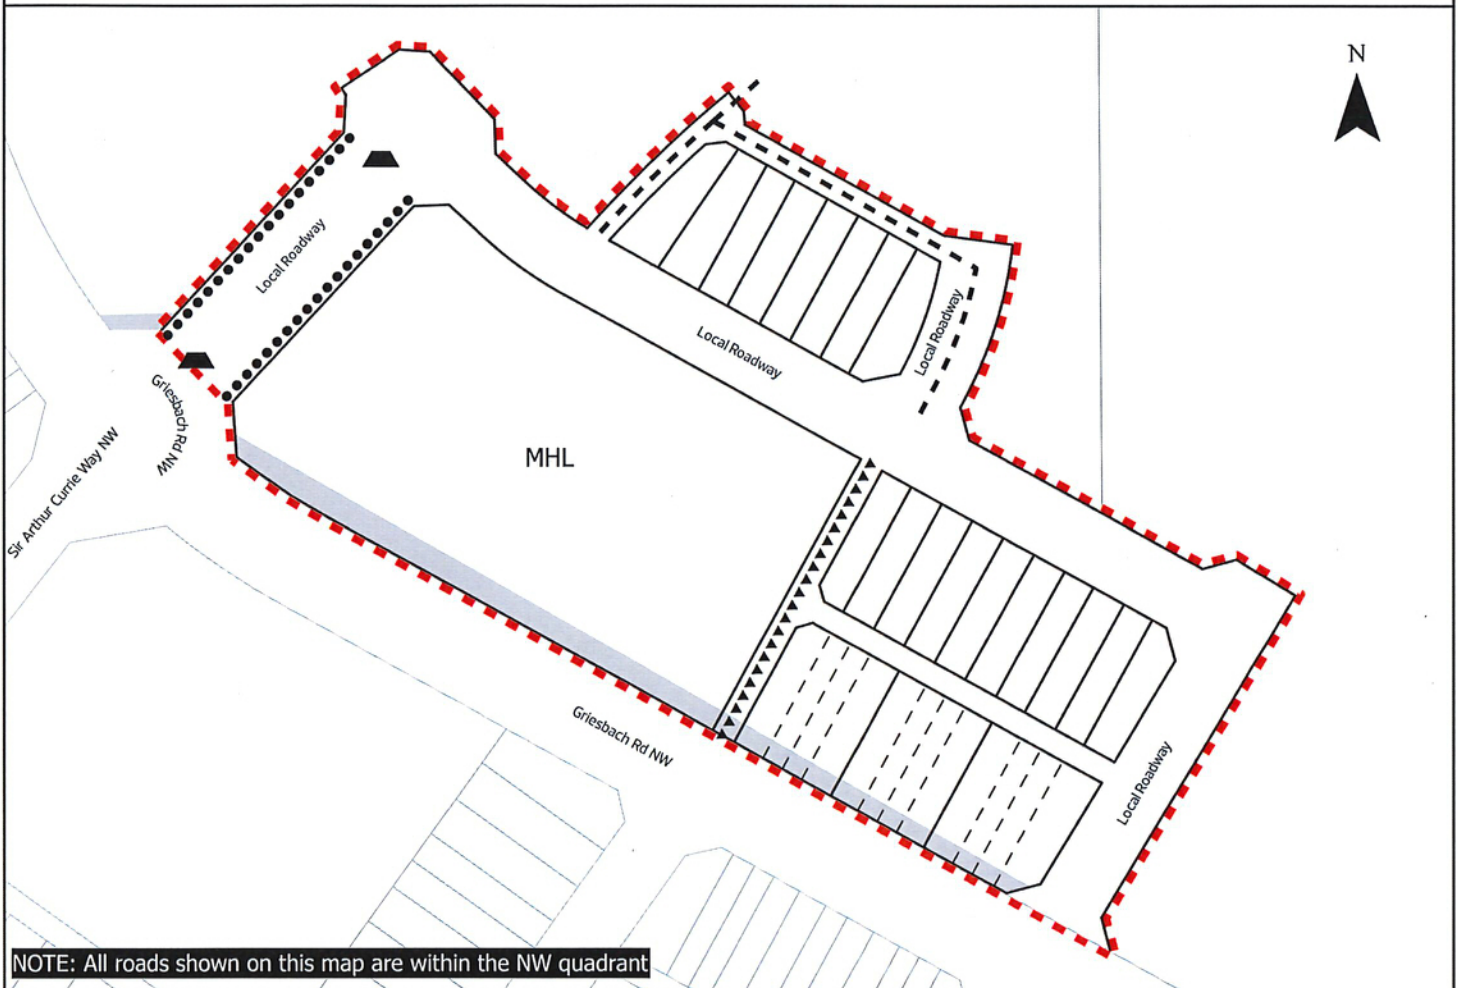 N
Local Roadway
Local Roadway
Local Roadway
Griesbach Rd NW
Sir Arthur Currie Way NW
MHL
Griesbach Rd NW
Local Roadway
NOTE: All roads shown on this map are within the NW quadrant